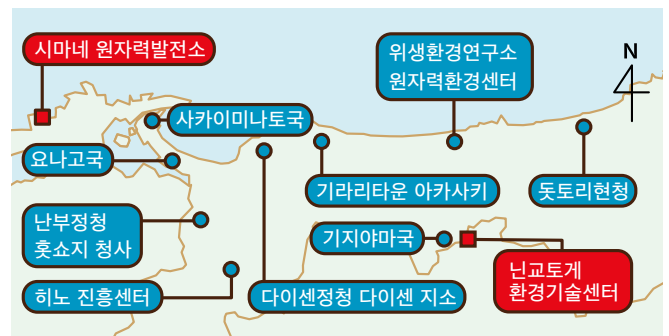 시마네 원자력발전소
위생환경연구소
원자력환경센터
N
사카이미나토국
요나고국
기라리타운 아카사키
돗토리현청
난부정청
홋쇼지 청사
기지야마국
닌교토게
환경기술센터
히노 진흥센터
다이센정청 다이센 지소